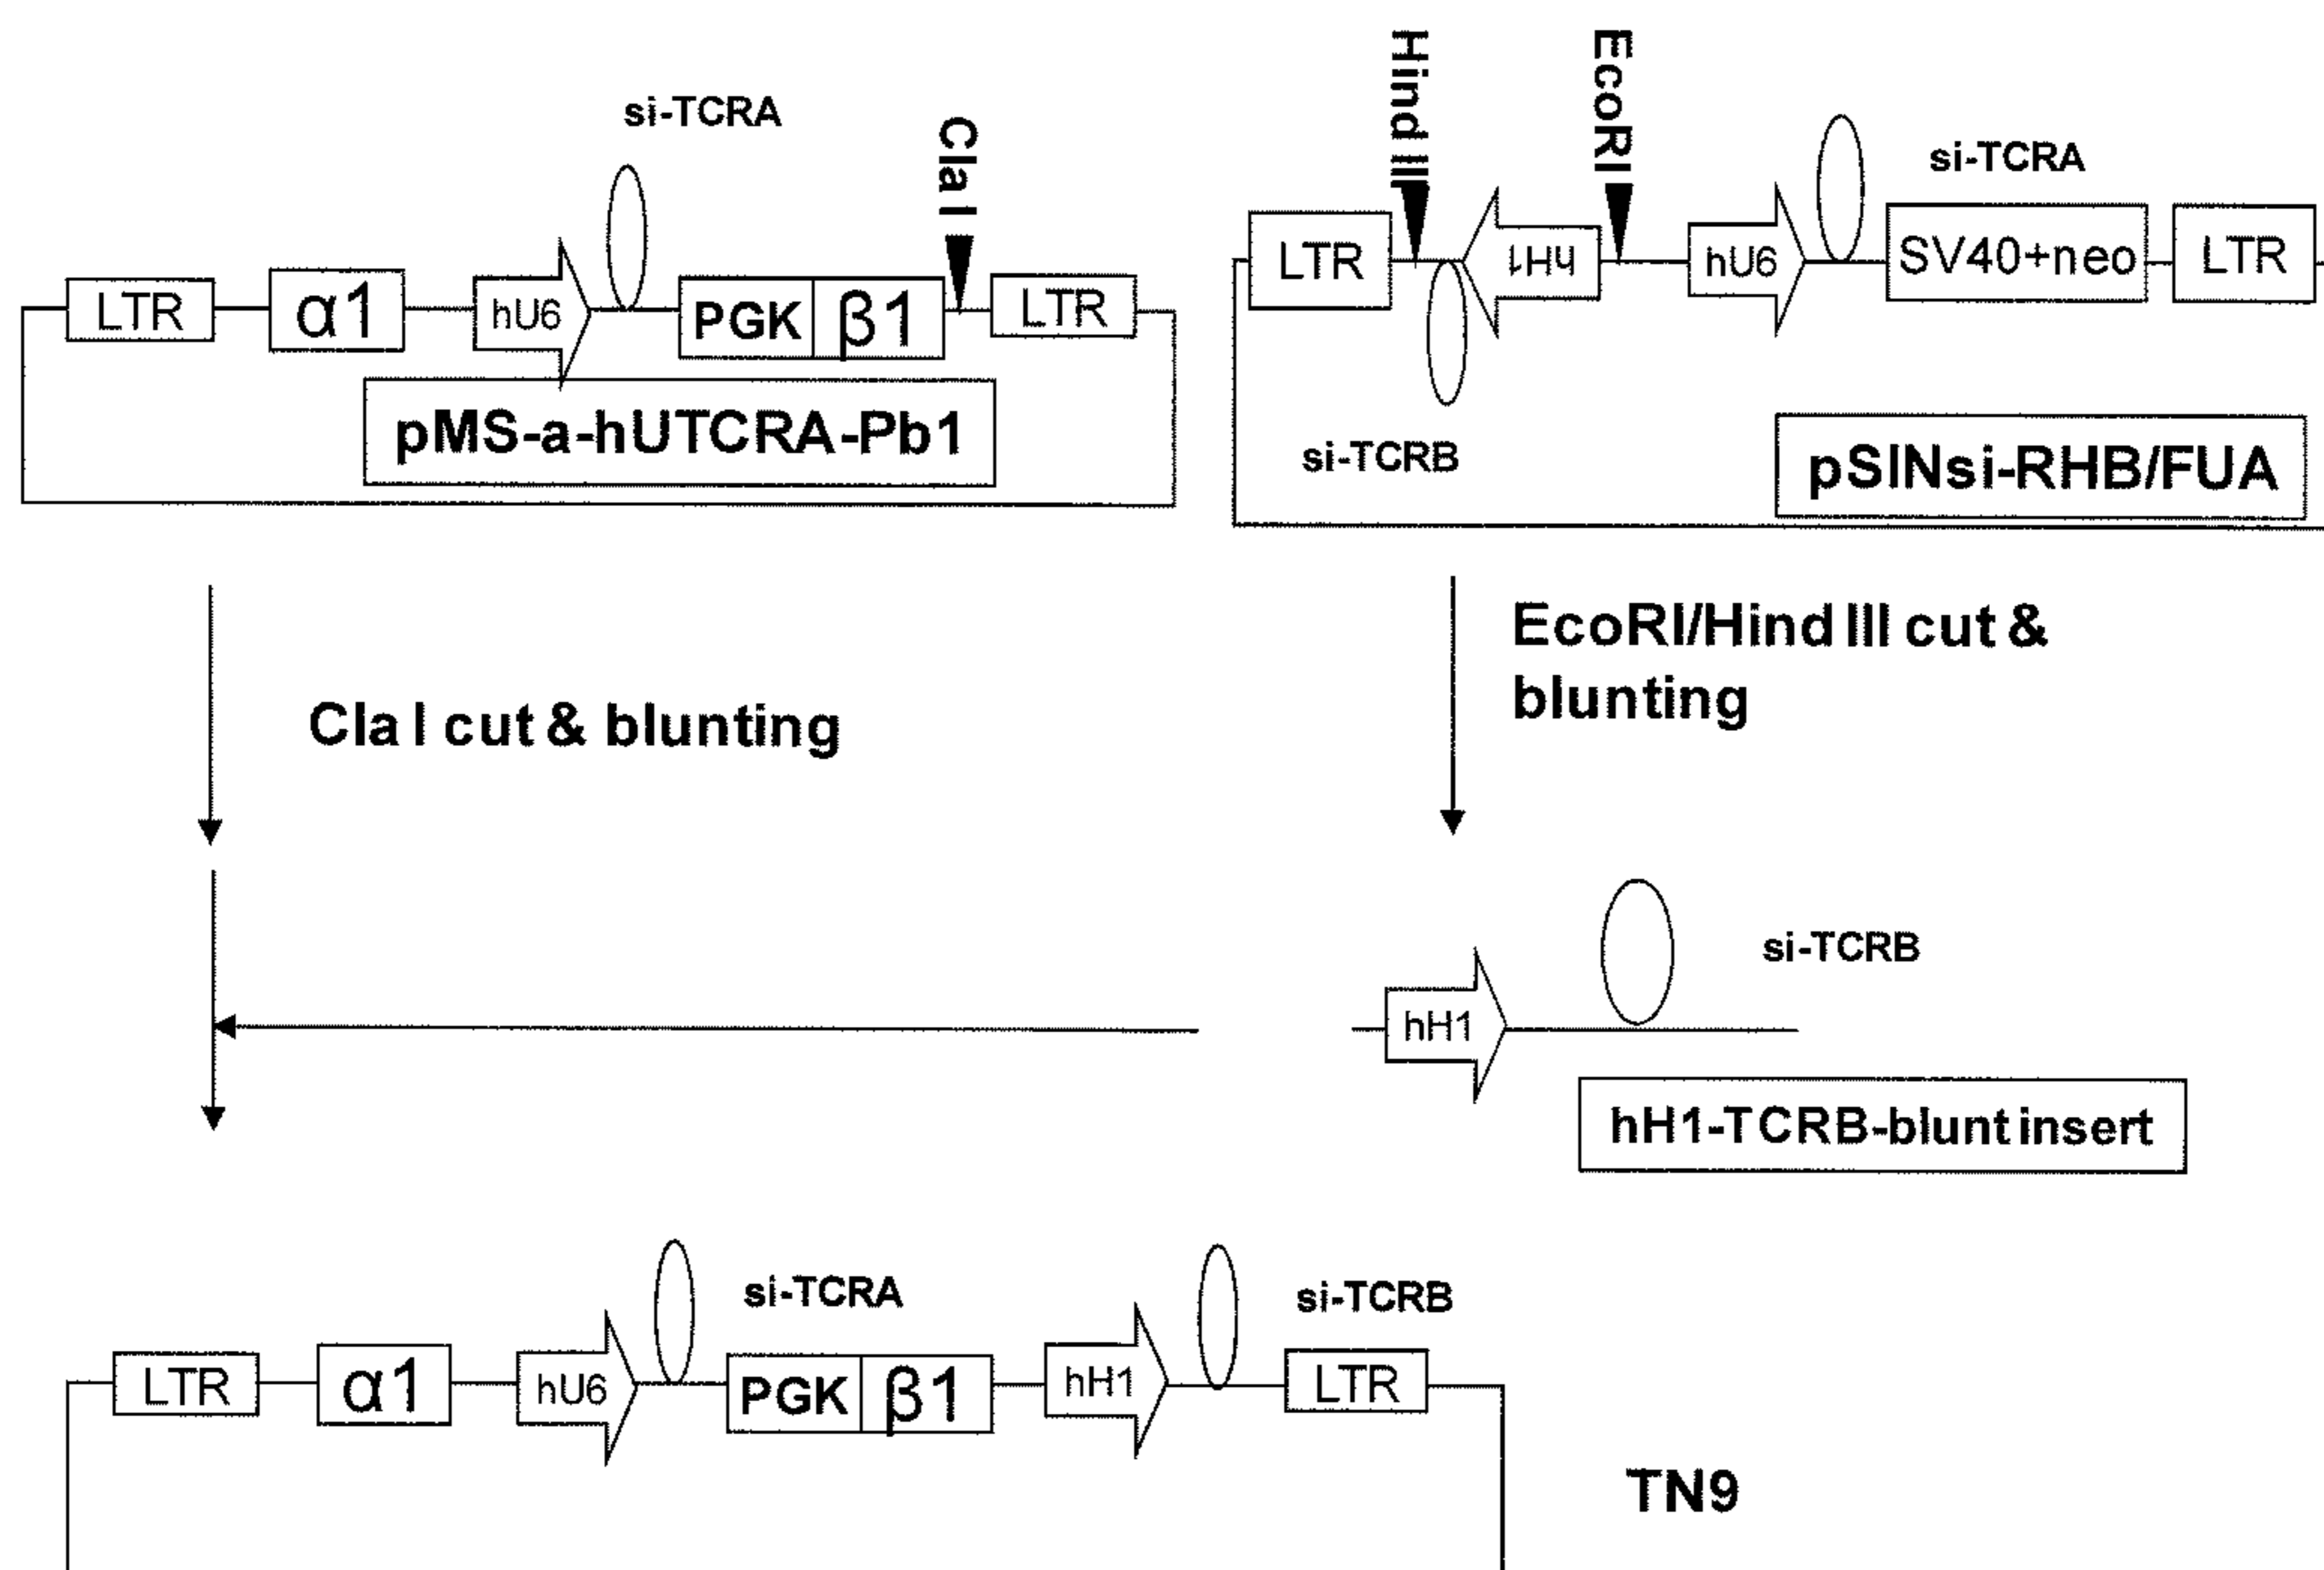 si-TCRA
Cla I
LTR
α1
hU6
PGK
β1
LTR
pMS-a-hUTCRA-Pb1
Hind III
EcoRI
si-TCRA
LTR
hH1
hU6
SV40+neo
LTR
si-TCRB
pSINsi-RHB/FUA
Cla I cut & blunting
EcoRI/Hind III cut &
blunting
si-TCRB
hH1
hH1-TCRB-blunt insert
si-TCRA
si-TCRB
LTR
α1
hU6
PGK
β1
hH1
LTR
TN9